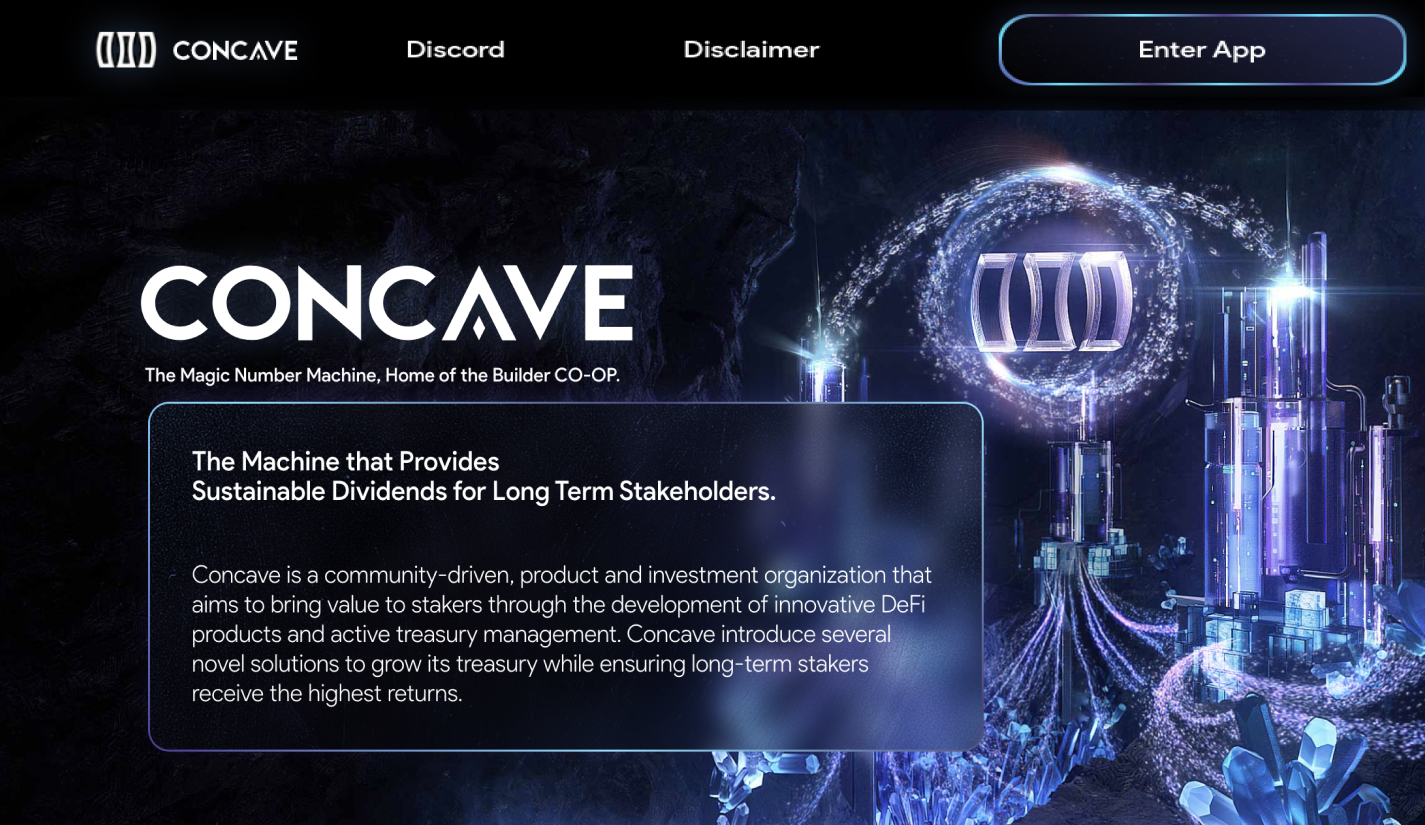 CONCAVE
Discord
Disclaimer
Enter App
CONCAVE
The Magic Number Machine, Home of the Builder CO-OP.
The Machine that Provides
Sustainable Dividends for Long Term Stakeholders.
Concave is a community-driven, product and investment organization that
aims to bring value to stakers through the development of innovative DeFi
products and active treasury management. Concave introduce several
novel solutions to grow its treasury while ensuring long-term stakers
receive the highest returns.